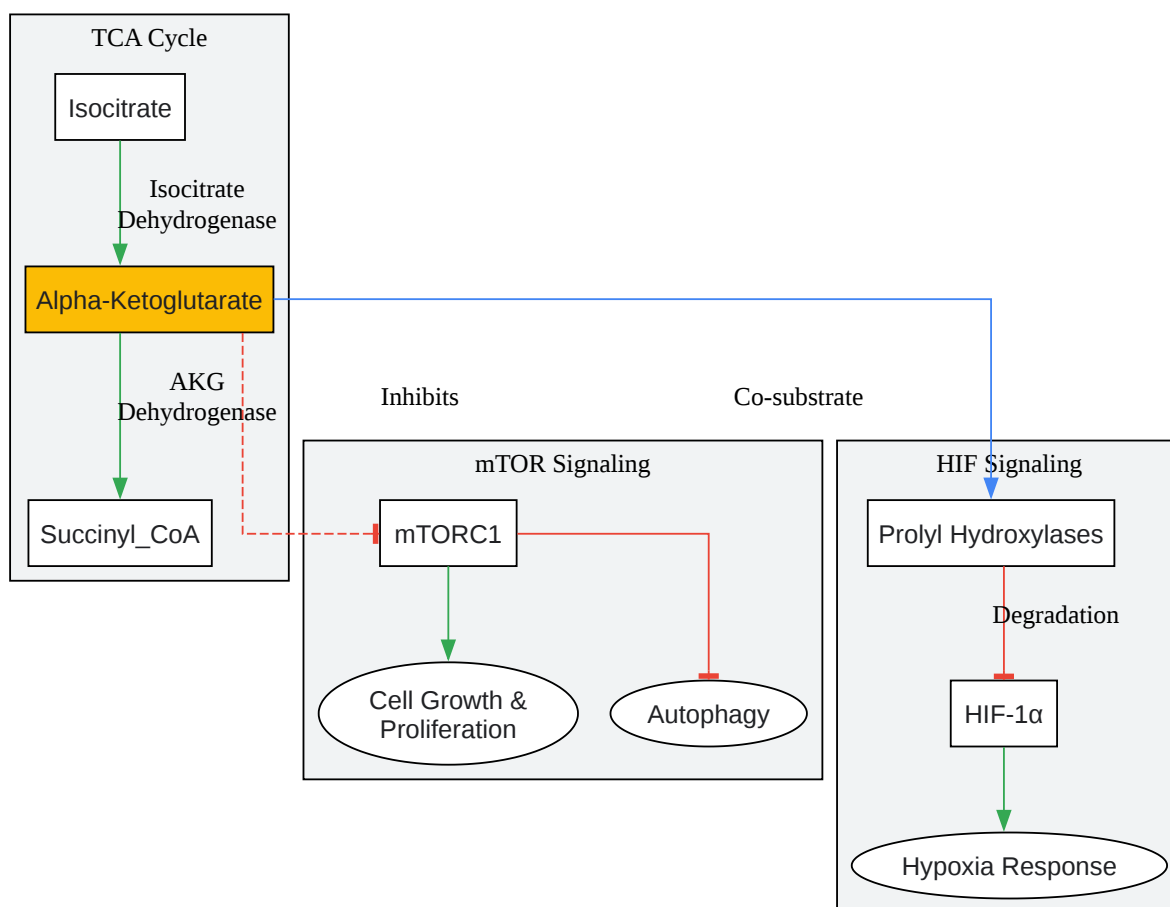 TCA Cycle
Isocitrate
Isocitrate
Dehydrogenase
Alpha-Ketoglutarate
AKG
Dehydrogenase
Succinyl_CoA
Inhibits
Co-substrate
mTOR Signaling
mTORC1
Cell Growth &
Proliferation
Autophagy
HIF Signaling
Prolyl Hydroxylases
Degradation
HIF-1α
Hypoxia Response